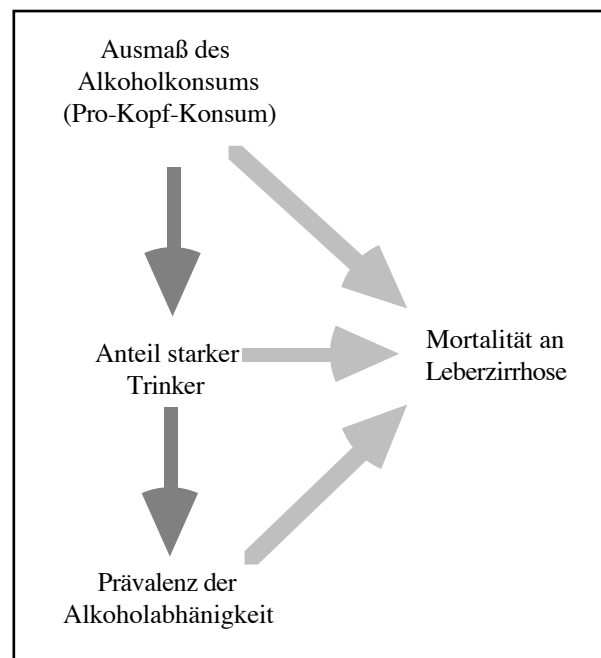 Ausmaß des
Alkoholkonsums
(Pro-Kopf-Konsum)
Anteil starker
Trinker
Mortalität an
Leberzirrhose
Prävalenz der
Alkoholabhänigkeit